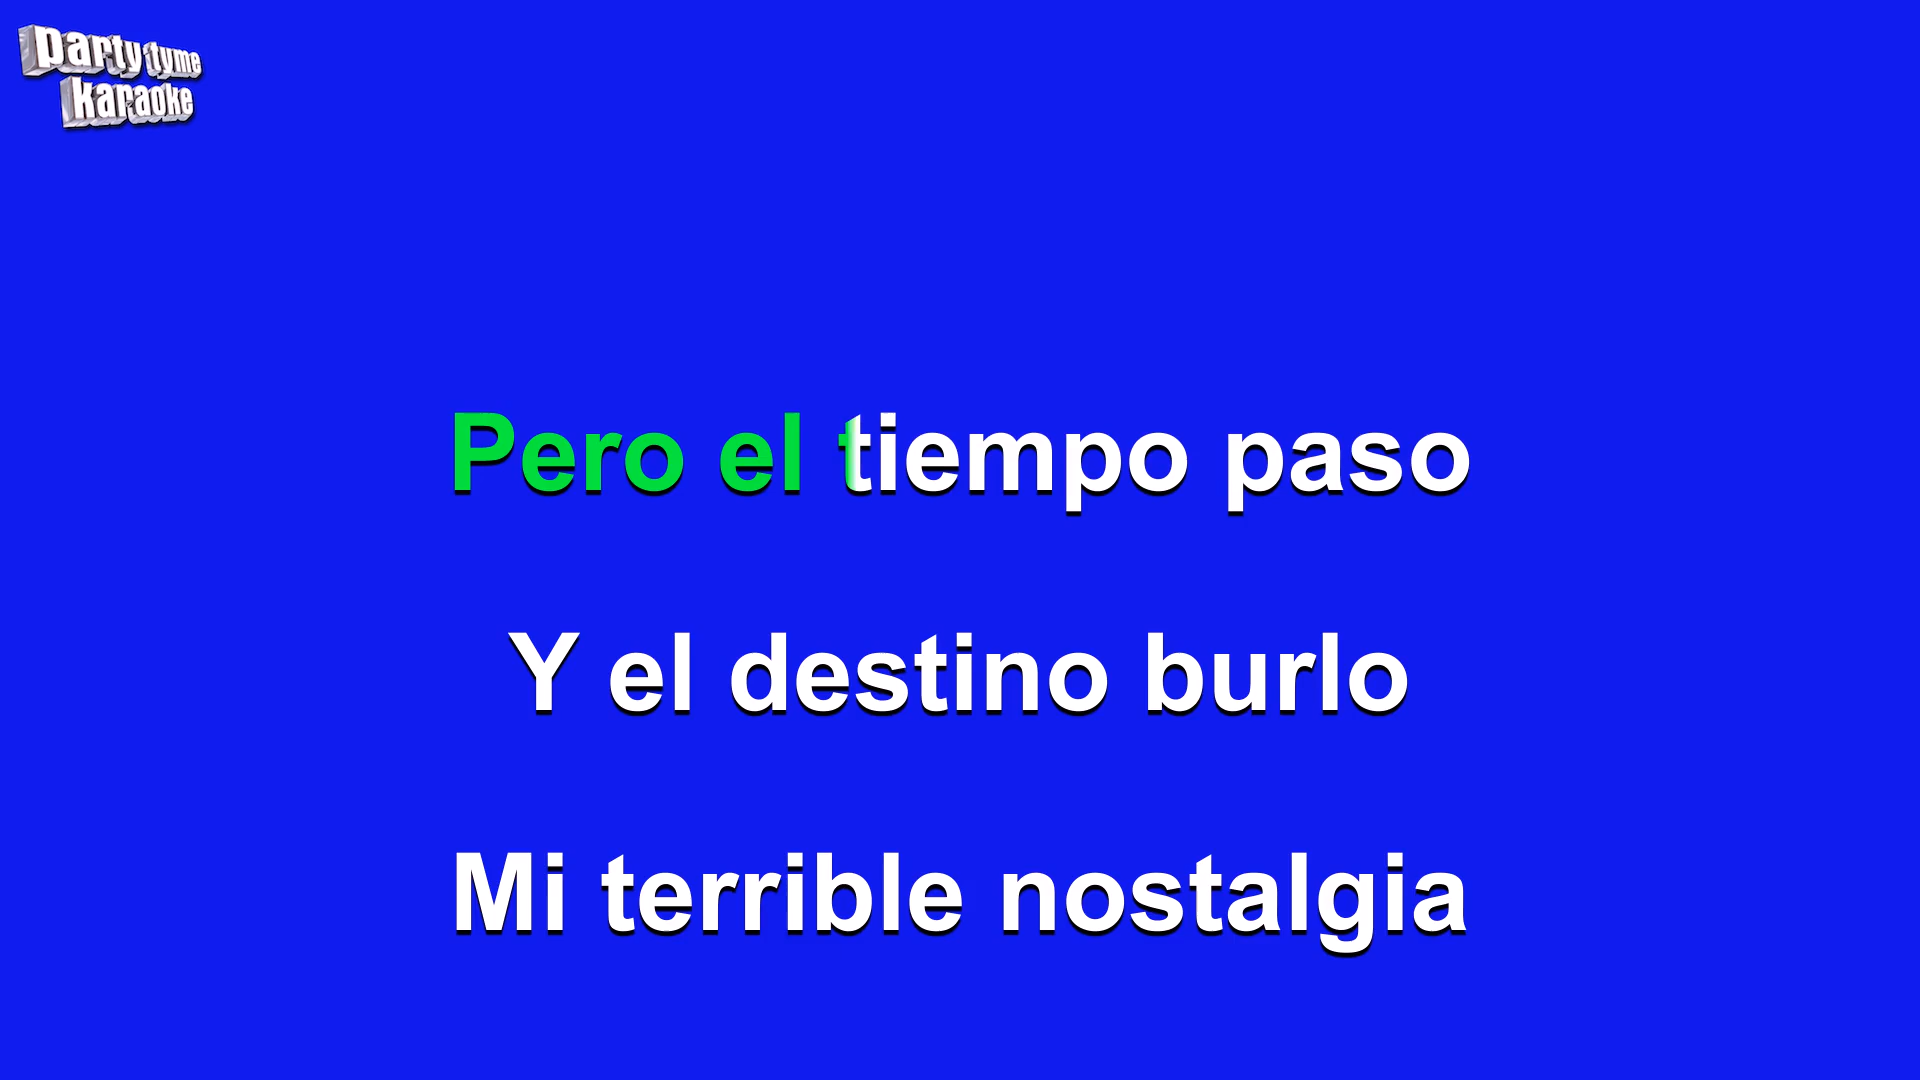 party tyme
karaoke
Pero el tiempo paso
Y el destino burlo
Mi terrible nostalgia